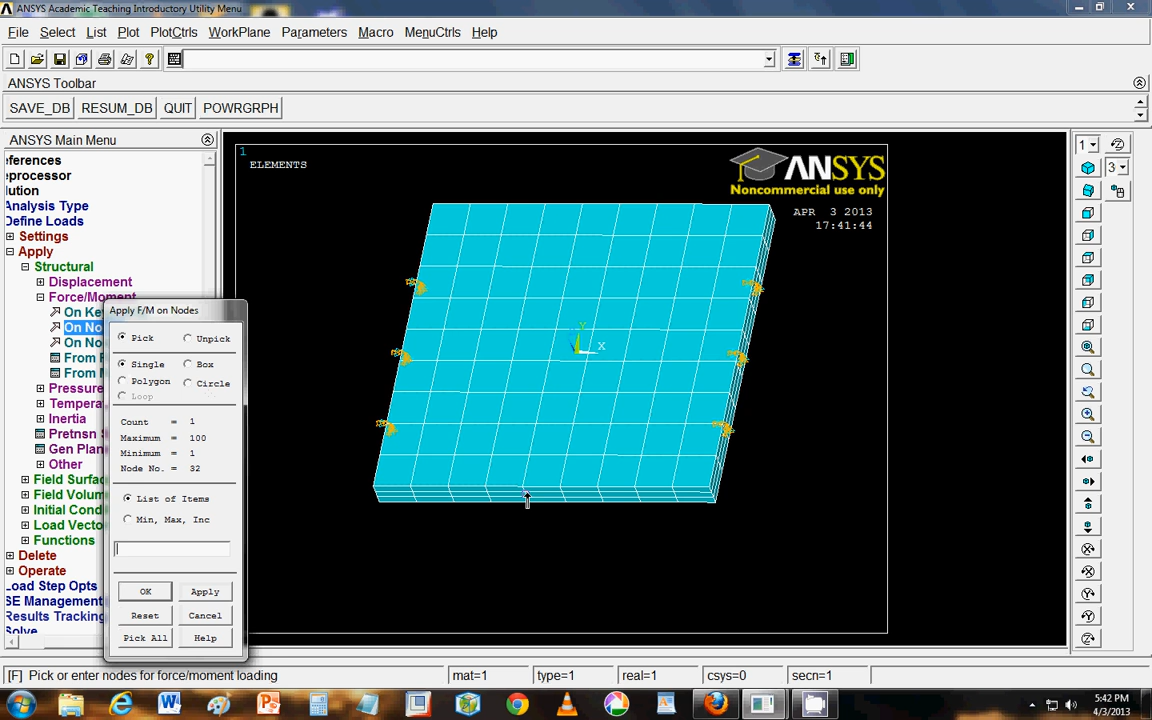 ANSYS Academic Teaching Introductory Utility Menu
File Select List Plot PlotCtrls WorkPlane Parameters Macro MenuCtrls Help
ANSYS Toolbar
SAVE_DB RESUM_DB QUIT POWRGRPH
ANSYS Main Menu
eferences
eprocessor
lution
Analysis Type
Define Loads
Settings
Apply
Structural
Displacement
Force/Moment
On Ke
On No
On No
From F
From M
Pressure
Tempera
Inertia
Pretnsn S
Gen Plan
Other
Field Surfac
Field Volum
Initial Cond
Load Vecto
Functions
Delete
Operate
Load Step Opts
SE Management
Results Tracking
Solve
Apply F/M on Nodes
Pick Unpick
Single Box
Polygon Circle
Loop
Count = 1
Maximum = 100
Minimum = 1
Node No. = 32
List of Items
Min, Max, Inc
OK Apply
Reset Cancel
Pick All Help
1
ELEMENTS
ANSYS
Noncommercial use only
APR 3 2013
17:41:44
Y
X
1
3
[F] Pick or enter nodes for force/moment loading
mat=1 type=1 real=1 csys=0 secn=1
5:42 PM
4/3/2013